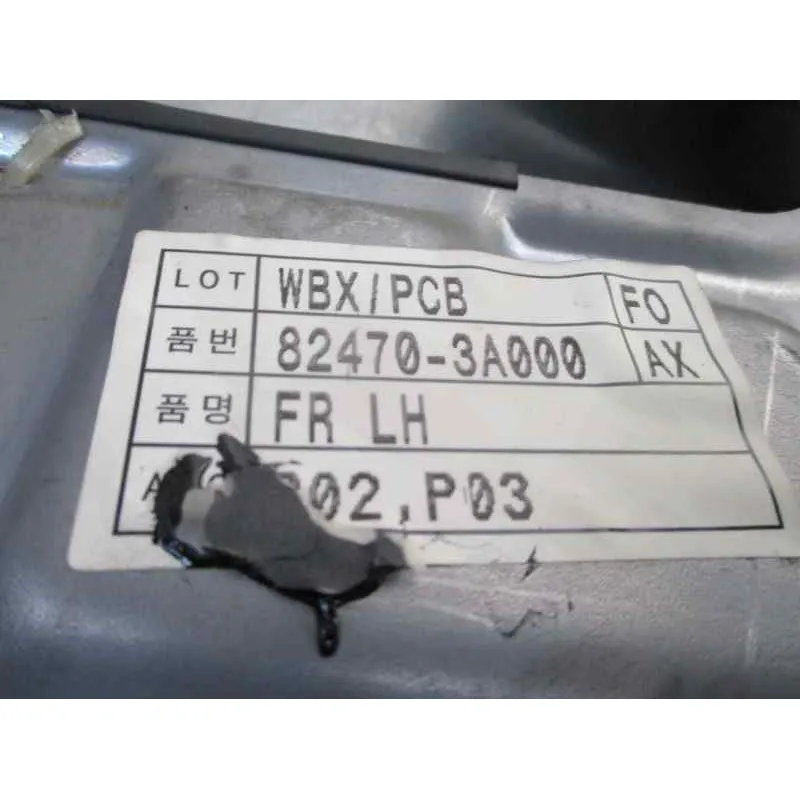 LOT WBX/PCB FO
품번 82470-3A000 AX
품명 FR LH
02,P03